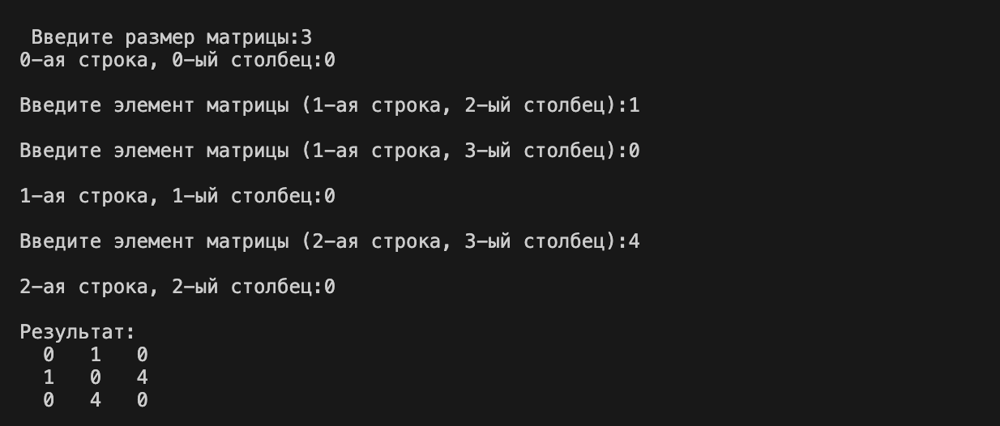 Введите размер матрицы:3
0-ая строка, 0-ый столбец:0
Введите элемент матрицы (1-ая строка, 2-ый столбец):1
Введите элемент матрицы (1-ая строка, 3-ый столбец):0
1-ая строка, 1-ый столбец:0
Введите элемент матрицы (2-ая строка, 3-ый столбец):4
2-ая строка, 2-ый столбец:0
Результат:
0 1 0
1 0 4
0 4 0